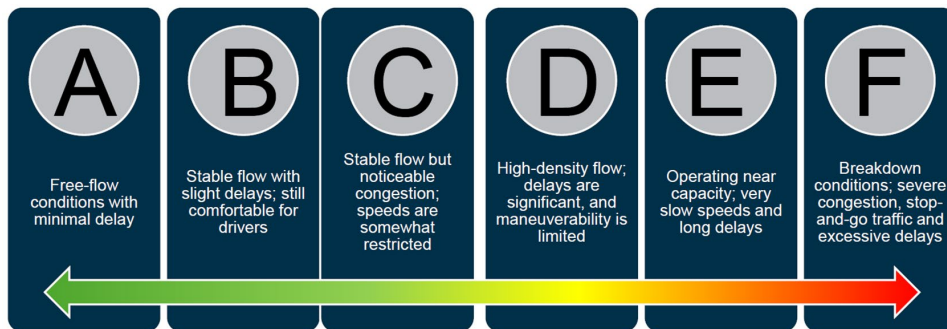 A
Free-flow
conditions with
minimal delay
B
Stable flow with
slight delays; still
comfortable for
drivers
C
Stable flow but
noticeable
congestion;
speeds are
somewhat
restricted
D
High-density flow;
delays are
significant, and
maneuverability is
limited
E
Operating near
capacity; very
slow speeds and
long delays
F
Breakdown
conditions; severe
congestion, stop-
and-go traffic and
excessive delays